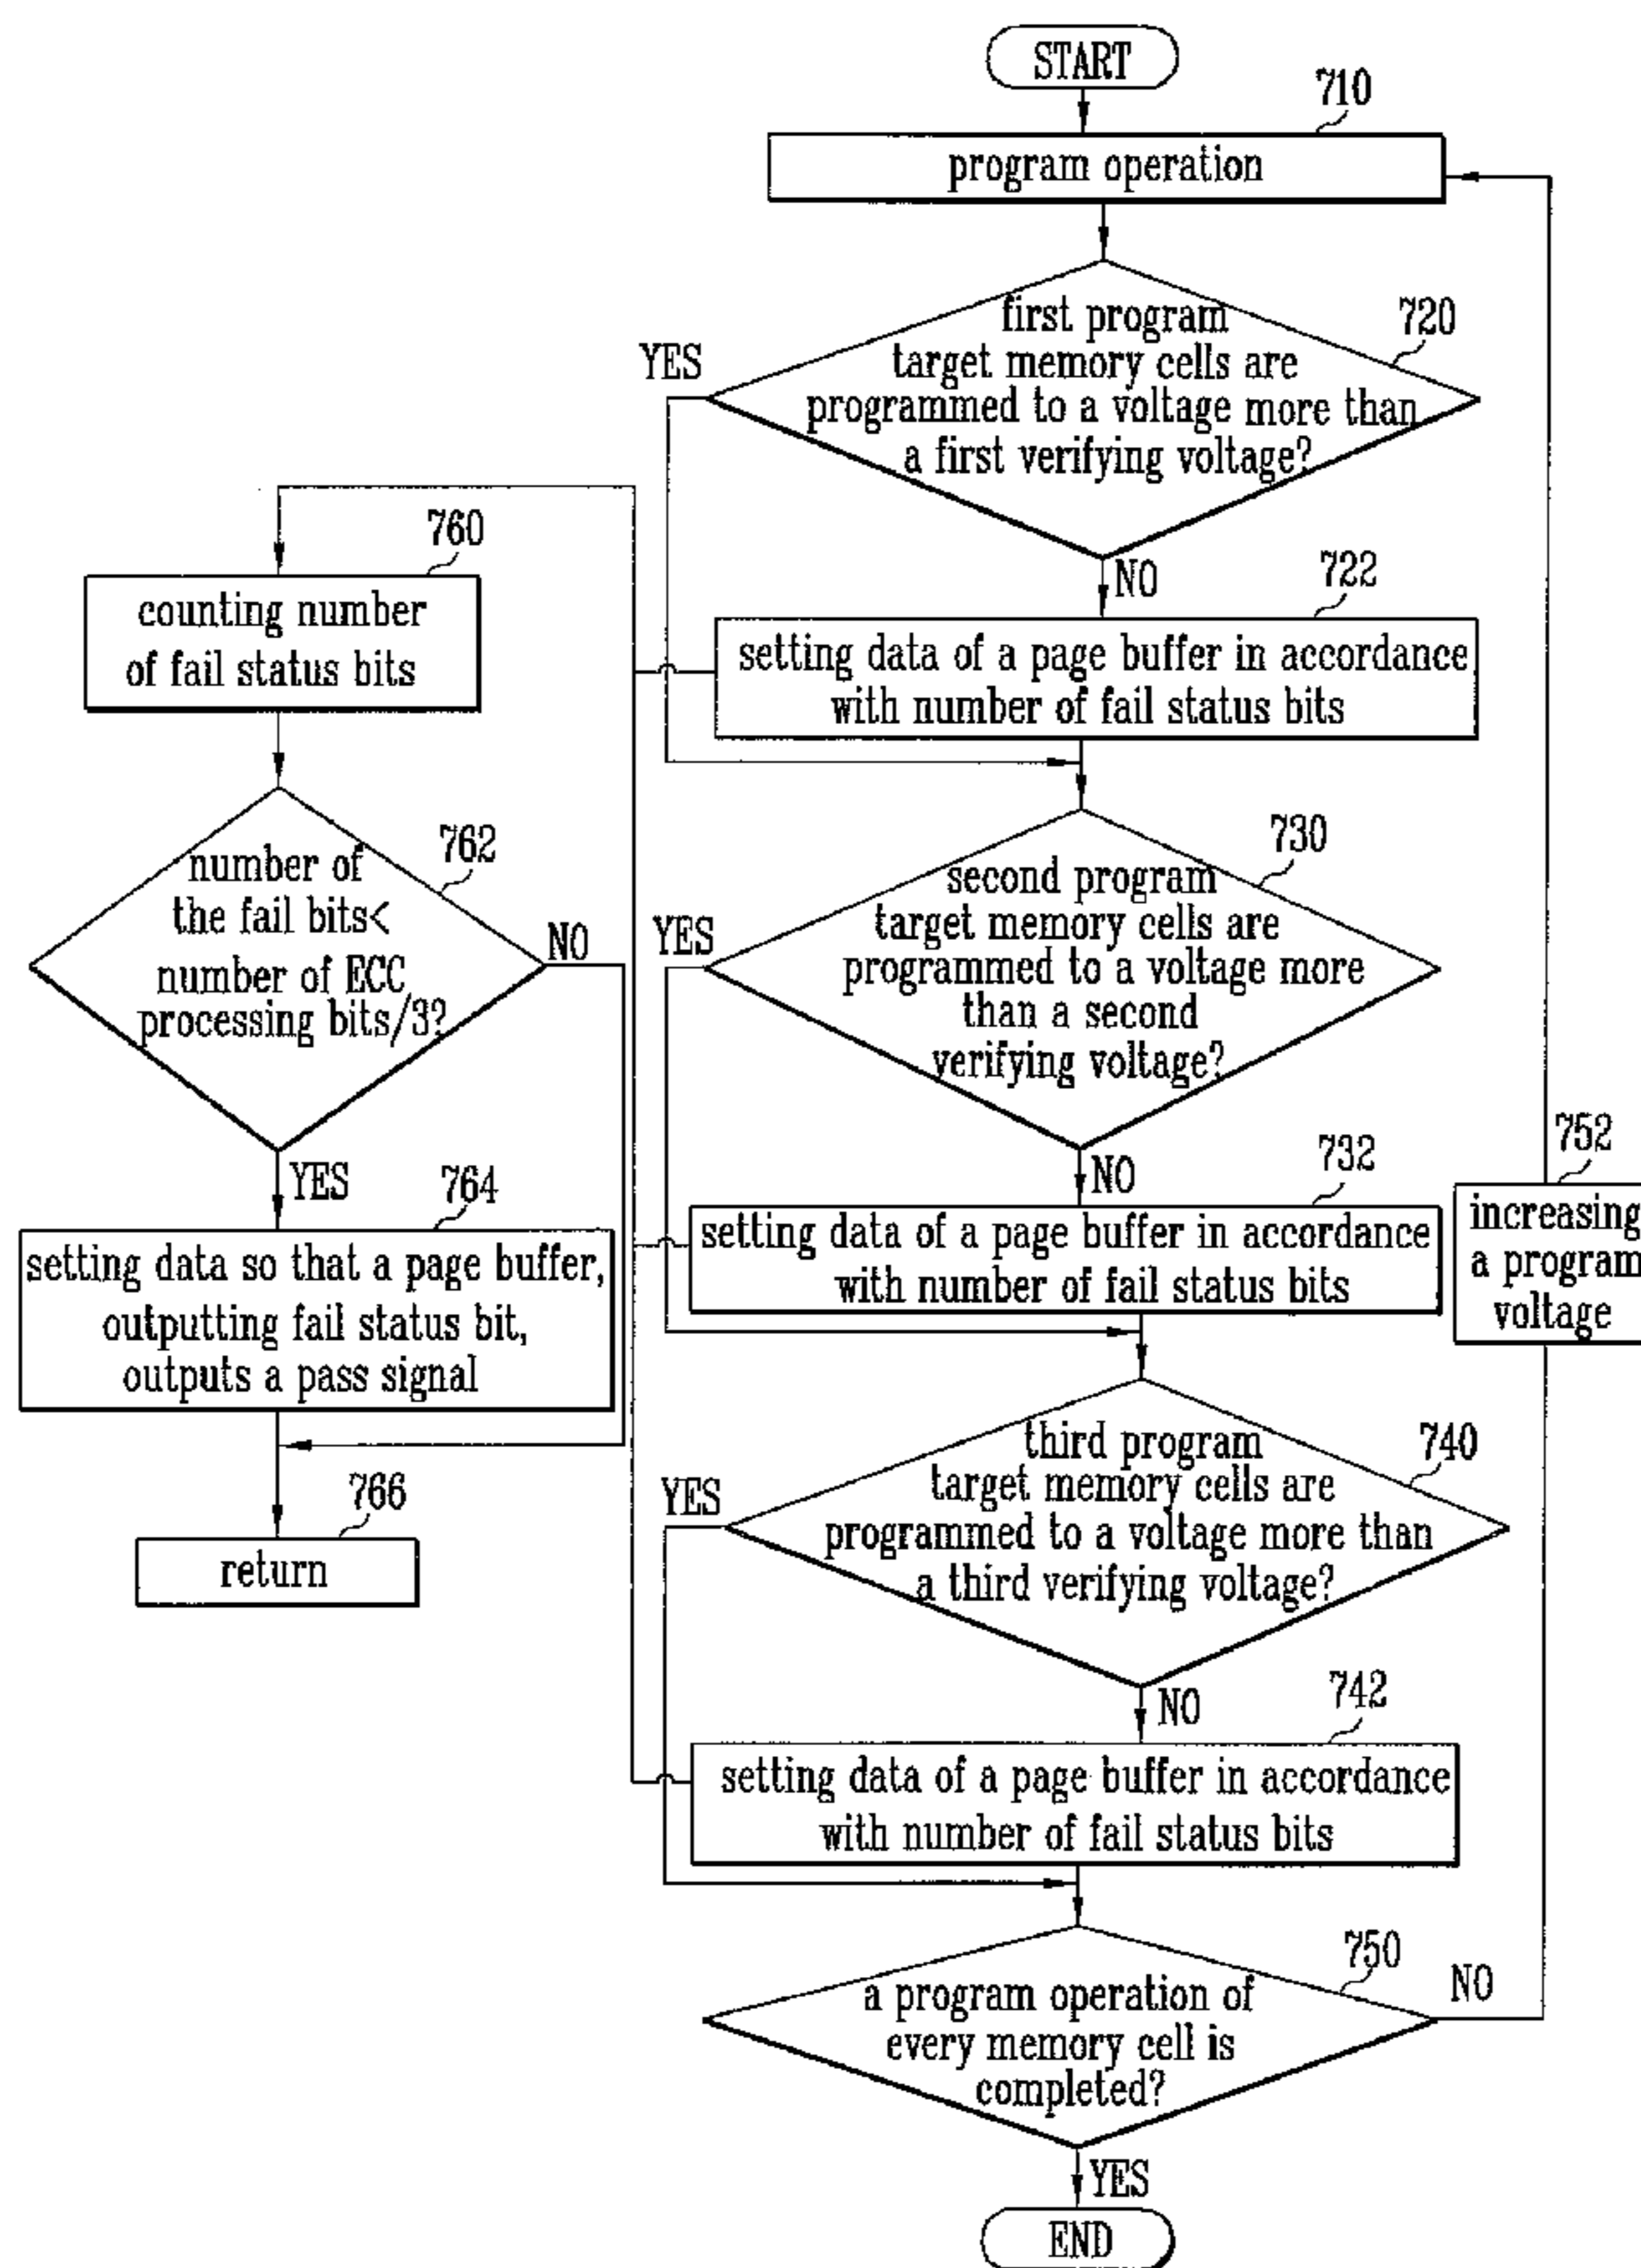 START
710
program operation
720
first program
target memory cells are
programmed to a voltage more than
a first verifying voltage?
YES
NO
722
setting data of a page buffer in accordance
with number of fail status bits
760
counting number
of fail status bits
762
number of
the fail bits<
number of ECC
processing bits/3?
NO
YES
764
setting data so that a page buffer,
outputting fail status bit,
outputs a pass signal
766
return
730
second program
target memory cells are
programmed to a voltage more
than a second
verifying voltage?
YES
NO
732
setting data of a page buffer in accordance
with number of fail status bits
752
increasing
a program
voltage
740
third program
target memory cells are
programmed to a voltage more than
a third verifying voltage?
YES
NO
742
setting data of a page buffer in accordance
with number of fail status bits
750
a program operation of
every memory cell is
completed?
NO
YES
END